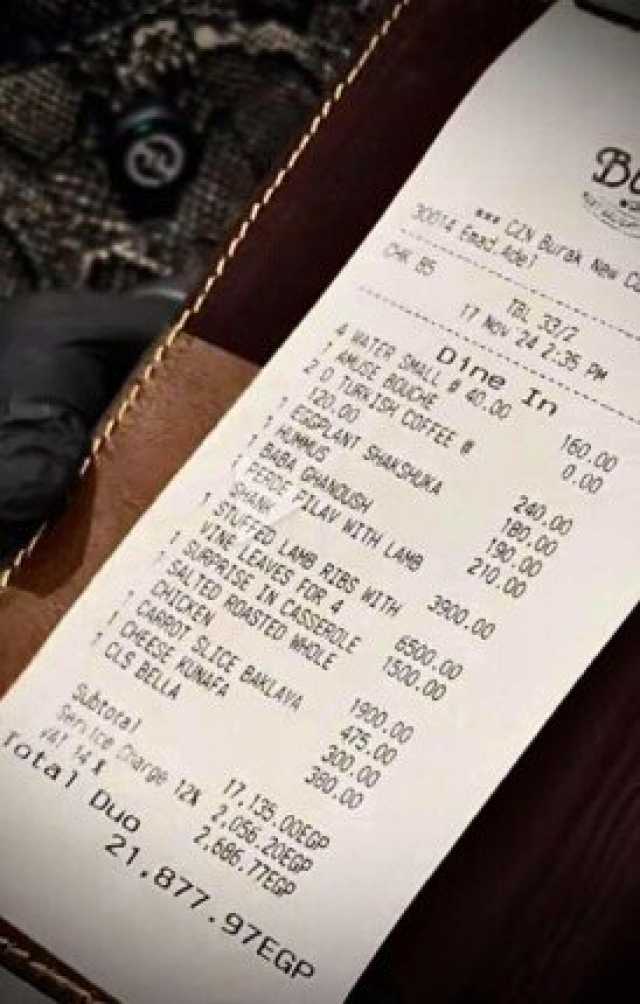 *** CZN Burak New
30014 Emad Adel
CHK 85 TBL 33/2
17 Nov'24 2:35 PM
Dine In
4 WATER SMALL @ 40.00 160.00
1 AMUSE BOUCHE 0.00
2 O TURKISH COFFEE @
120.00 240.00
1 EGGPLANT SHAKSHUKA 180.00
1 HUMMUS 190.00
1 BABA GHANOUSH 210.00
1 PERDE PILAV WITH LAMB
SHANK 3900.00
1 STUFFED LAMB RIBS WITH
VINE LEAVES FOR 4 6500.00
1 SURPRISE IN CASSEROLE 1500.00
1 SALTED ROASTED WHOLE
CHICKEN 1900.00
1 CARROT SLICE BAKLAVA 475.00
1 CHEESE KUNAFA 300.00
1 CLS BELLA 380.00
Subtotal 17,135.00EGP
Service Charge 12% 2,056.20EGP
VAT 14 % 2,686.77EGP
Total Duo
21,877.97EGP